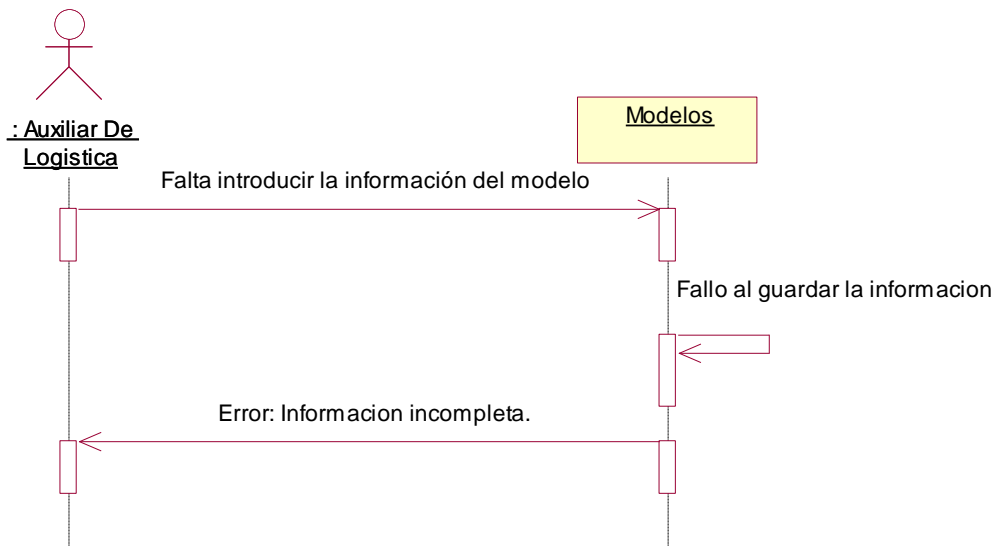 : Auxiliar De
Logistica
Modelos
Falta introducir la información del modelo
Fallo al guardar la informacion
Error: Informacion incompleta.